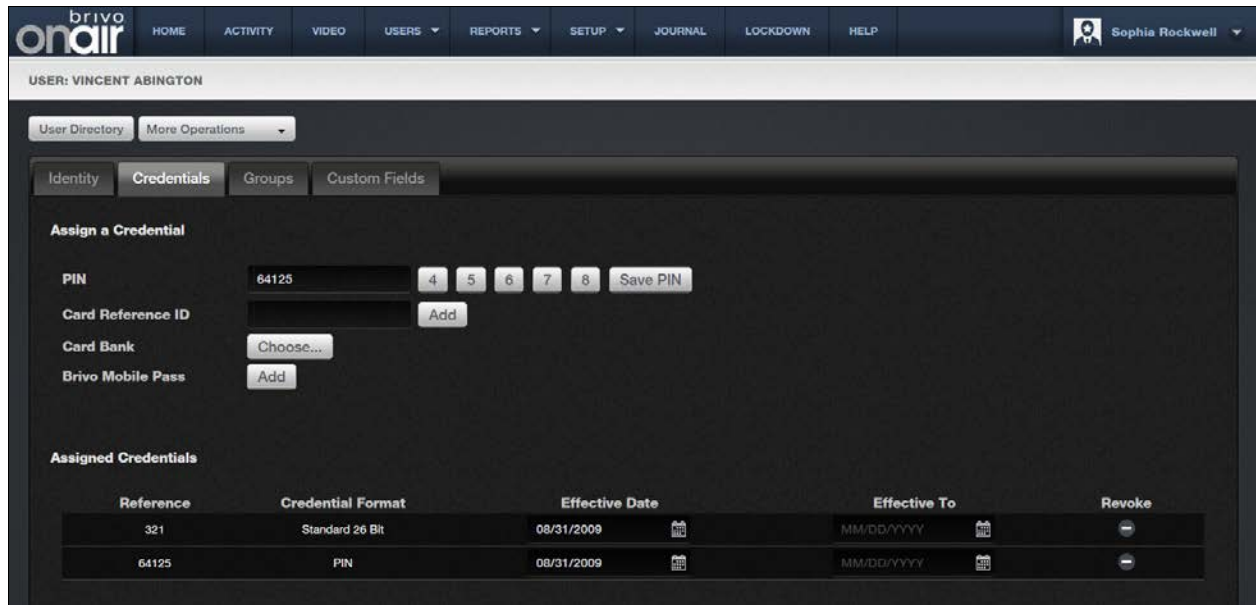 brivo
onair HOME ACTIVITY VIDEO USERS REPORTS SETUP JOURNAL LOCKDOWN HELP Sophia Rockwell
USER: VINCENT ABINGTON
User Directory More Operations
Identity Credentials Groups Custom Fields
Assign a Credential
PIN 64125 4 5 6 7 8 Save PIN
Card Reference ID Add
Card Bank Choose...
Brivo Mobile Pass Add
Assigned Credentials
Reference Credential Format Effective Date Effective To Revoke
321 Standard 26 Bit 08/31/2009 MM/DD/YYYY
64125 PIN 08/31/2009 MM/DD/YYYY